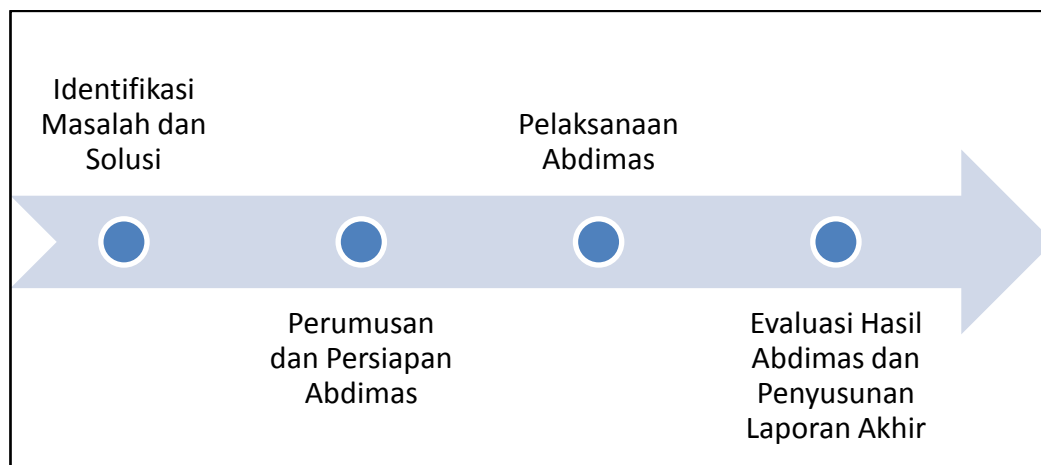 Identifikasi
Masalah dan
Solusi
Perumusan
dan Persiapan
Abdimas
Pelaksanaan
Abdimas
Evaluasi Hasil
Abdimas dan
Penyusunan
Laporan Akhir